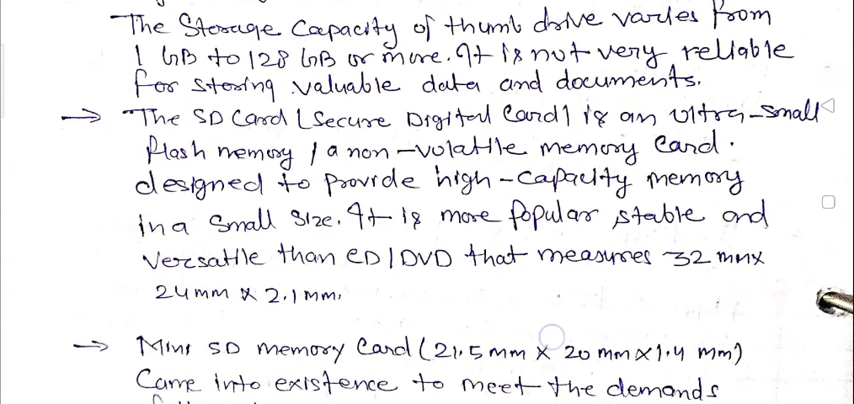 The Storage Capacity of thumb drive varies from
1 GB to 128 GB or more. It is not very reliable
for storing valuable data and documents.
→ The SD Card (Secure Digital Card) is an ultra-small
flash memory / a non-volatile memory card.
designed to provide high-capacity memory
in a small size. It is more popular stable and
versatile than CD/DVD that measures 32 mm x
24mm x 2.1mm.
→ Mini SD memory Card (21.5 mm x 20 mm x 1.4 mm)
Came into existence to meet the demands